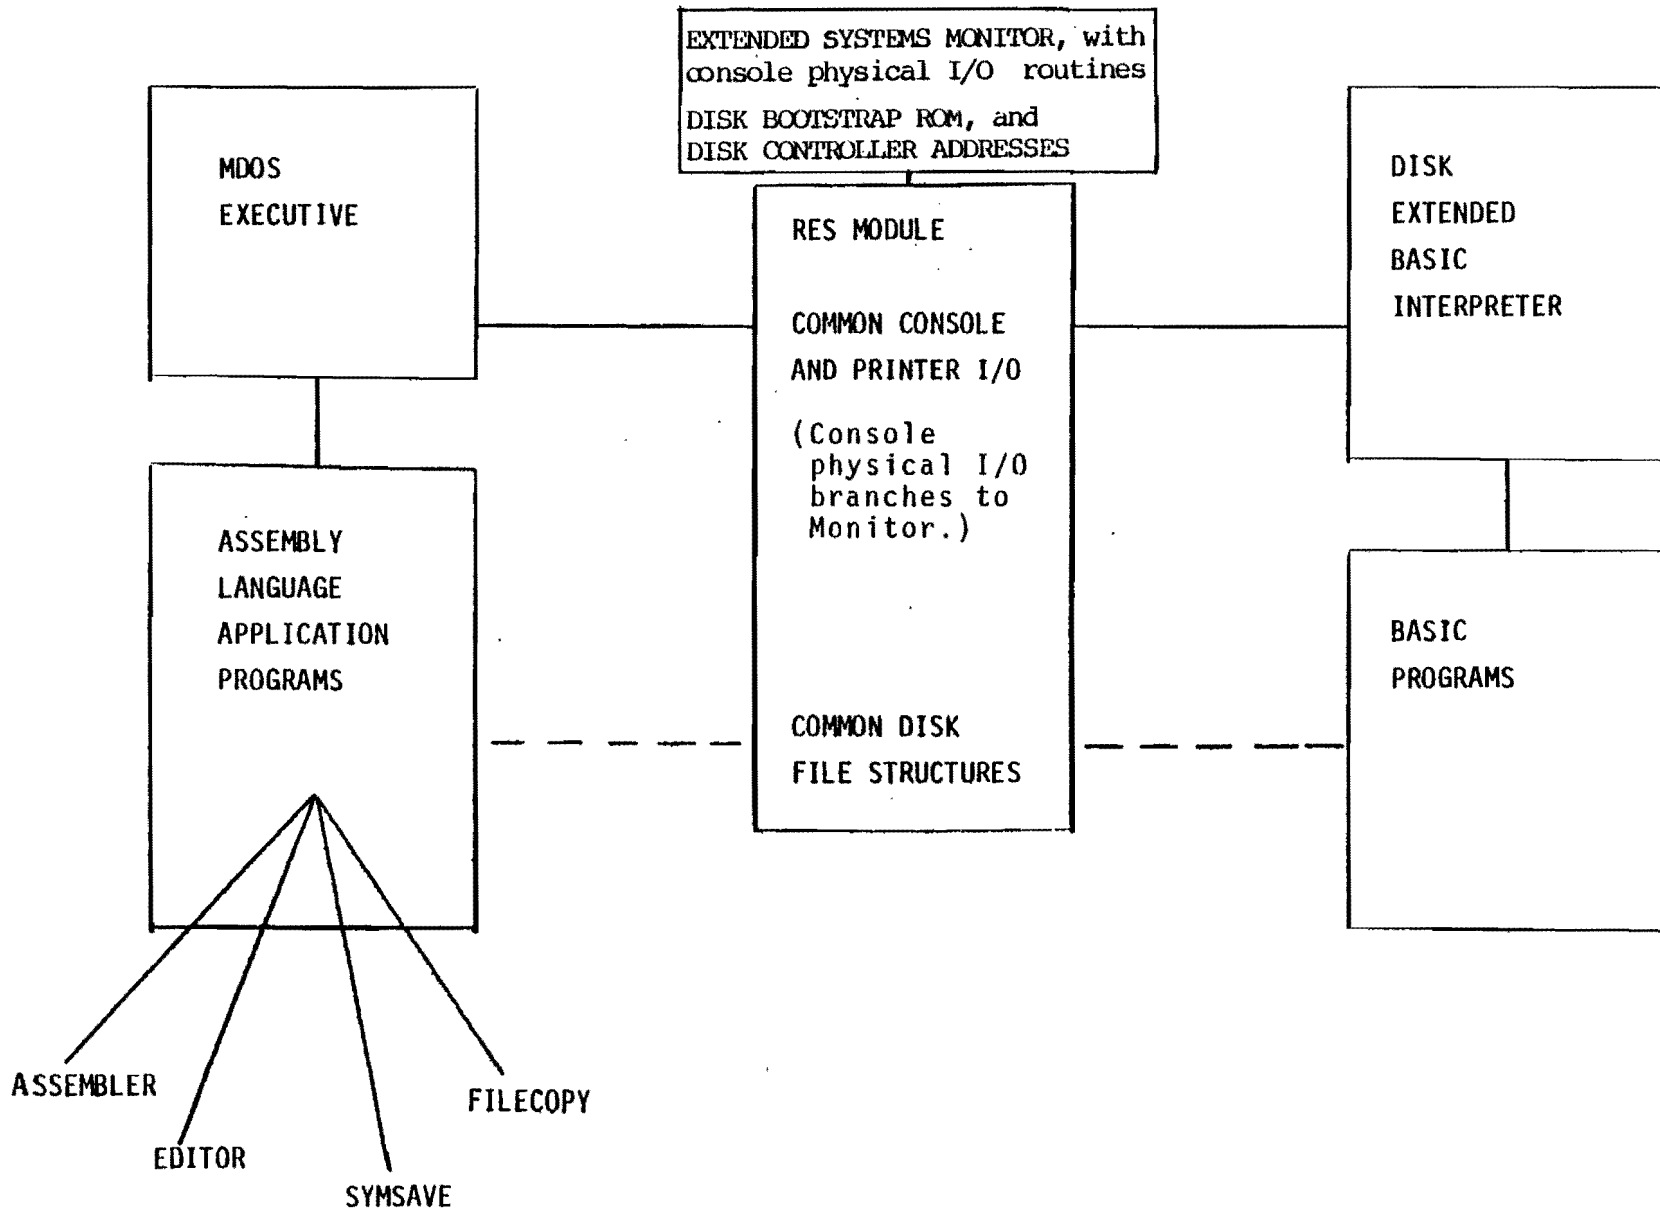 EXTENDED SYSTEMS MONITOR, with
console physical I/O routines
DISK BOOTSTRAP ROM, and
DISK CONTROLLER ADDRESSES
MDOS
EXECUTIVE
RES MODULE
COMMON CONSOLE
AND PRINTER I/O
(Console
physical I/O
branches to
Monitor.)
COMMON DISK
FILE STRUCTURES
DISK
EXTENDED
BASIC
INTERPRETER
ASSEMBLY
LANGUAGE
APPLICATION
PROGRAMS
BASIC
PROGRAMS
ASSEMBLER
EDITOR
SYMSAVE
FILECOPY